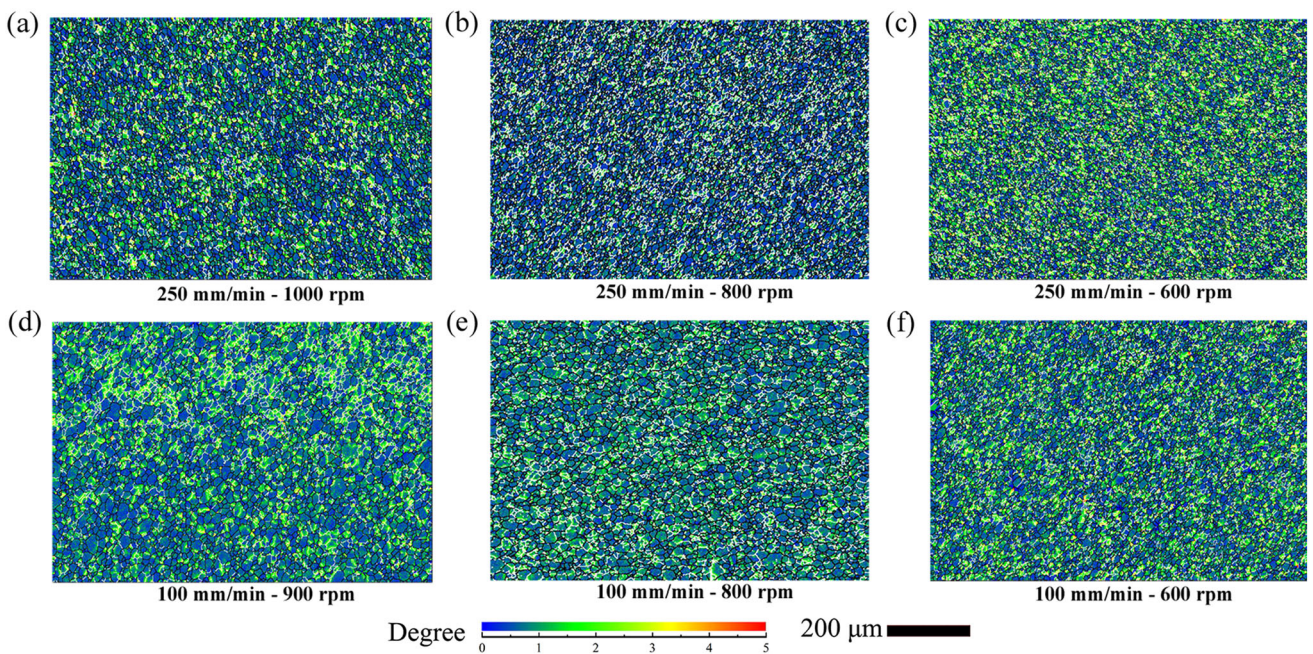 (a) (b) (c)
250 mm/min - 1000 rpm 250 mm/min - 800 rpm 250 mm/min - 600 rpm
(d) (e) (f)
100 mm/min - 900 rpm 100 mm/min - 800 rpm 100 mm/min - 600 rpm
Degree 200 μm
0 1 2 3 4 5